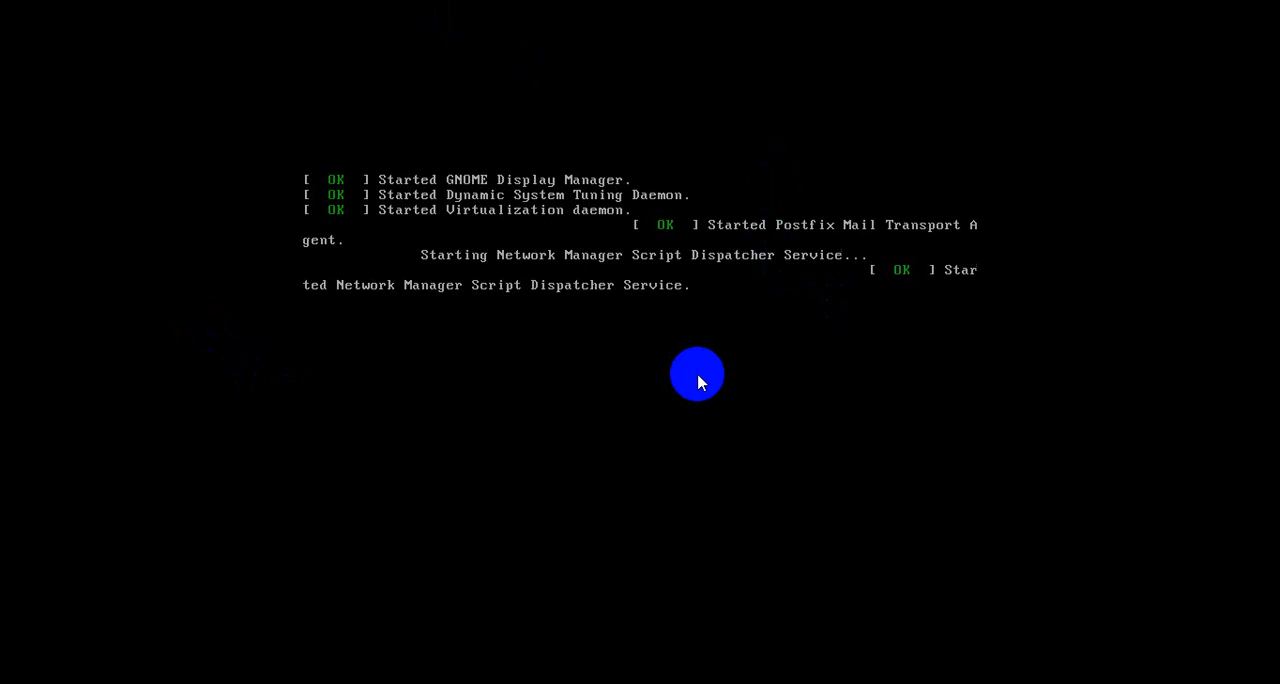 [  OK  ] Started GNOME Display Manager.
[  OK  ] Started Dynamic System Tuning Daemon.
[  OK  ] Started Virtualization daemon.
[  OK  ] Started Postfix Mail Transport A
gent.
Starting Network Manager Script Dispatcher Service...
[  OK  ] Star
ted Network Manager Script Dispatcher Service.